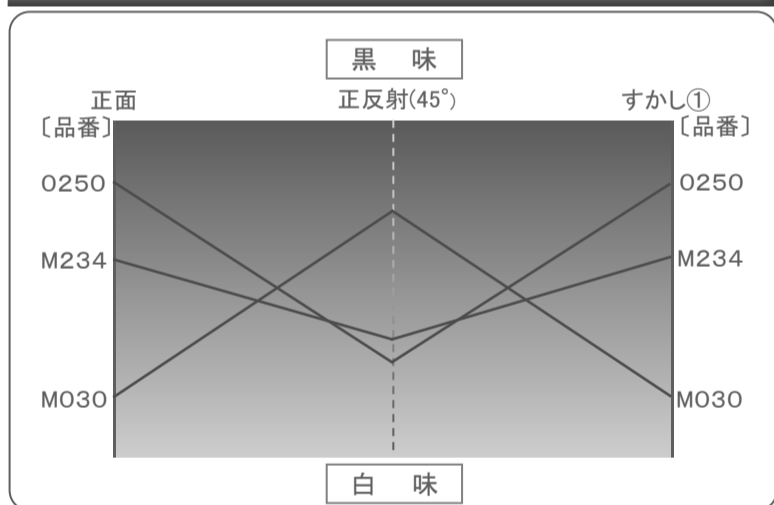 黒 味
正面 正反射(45°) すかし①
〔品番〕 〔品番〕
O250 O250
M234 M234
M030 M030
白 味